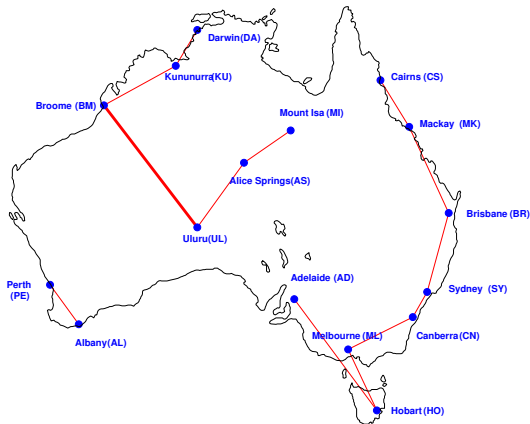 Darwin(DA)
Kununurra(KU)
Cairns (CS)
Broome (BM)
Mount Isa (MI)
Mackay (MK)
Alice Springs(AS)
Brisbane (BR)
Uluru(UL)
Adelaide (AD)
Perth
(PE)
Sydney (SY)
Albany(AL)
Melbourne(ML)
Canberra(CN)
Hobart(HO)